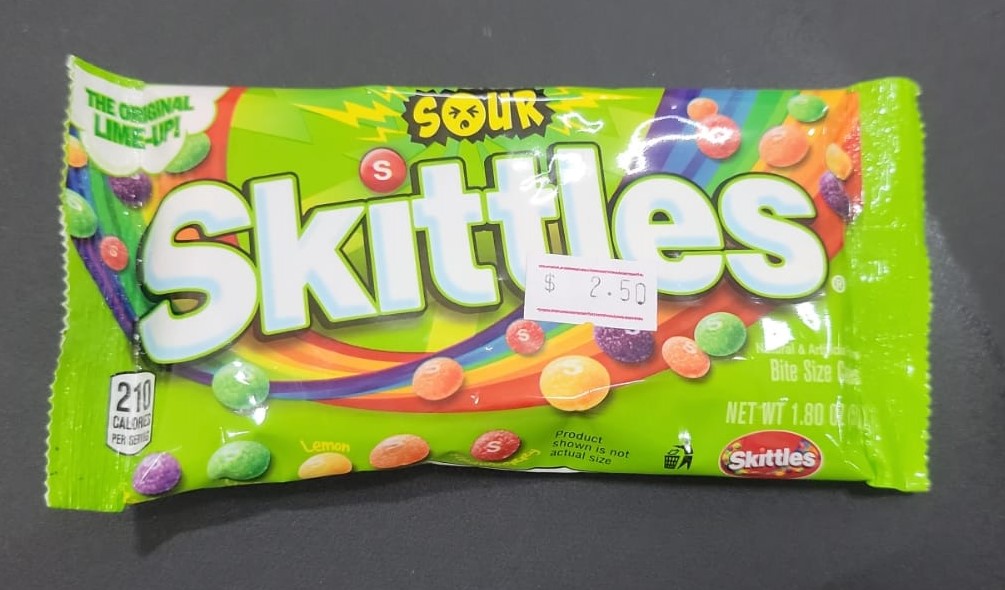 THE ORIGINAL
LIME-UP!
SOUR
S
Skittles®
$ 2.50
Bite Size
NET WT 1.80
210
CALORIES
PER SERVING
Lemon
Product
shown is not
actual size
Skittles